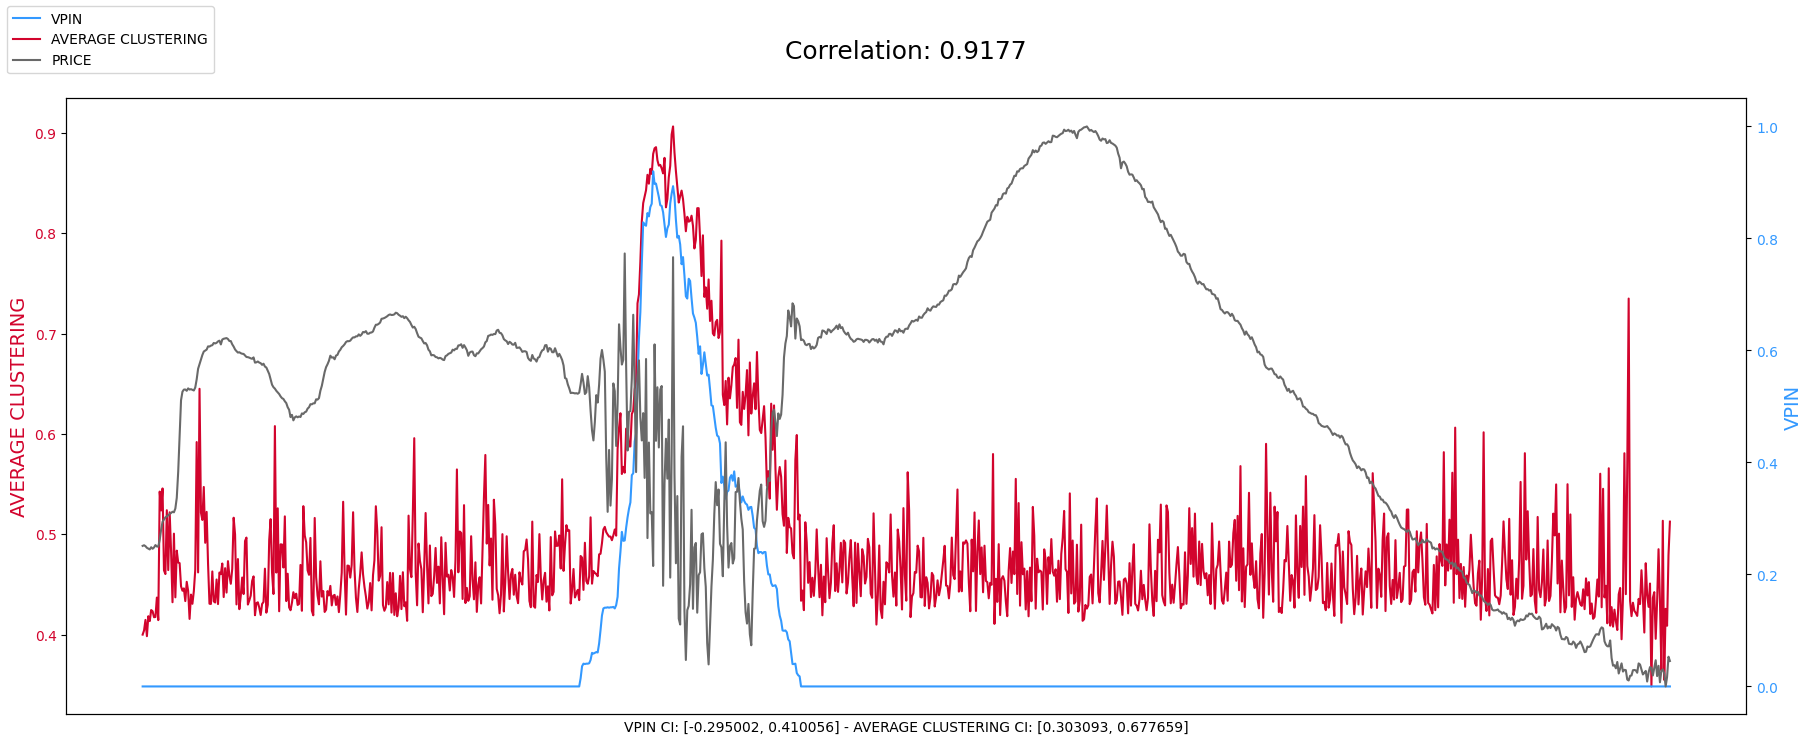 VPIN
AVERAGE CLUSTERING
PRICE
Correlation: 0.9177
AVERAGE CLUSTERING
0.9
0.8
0.7
0.6
0.5
0.4
1.0
0.8
0.6
0.4
0.2
0.0
VPIN
VPIN CI: [-0.295002, 0.410056] - AVERAGE CLUSTERING CI: [0.303093, 0.677659]